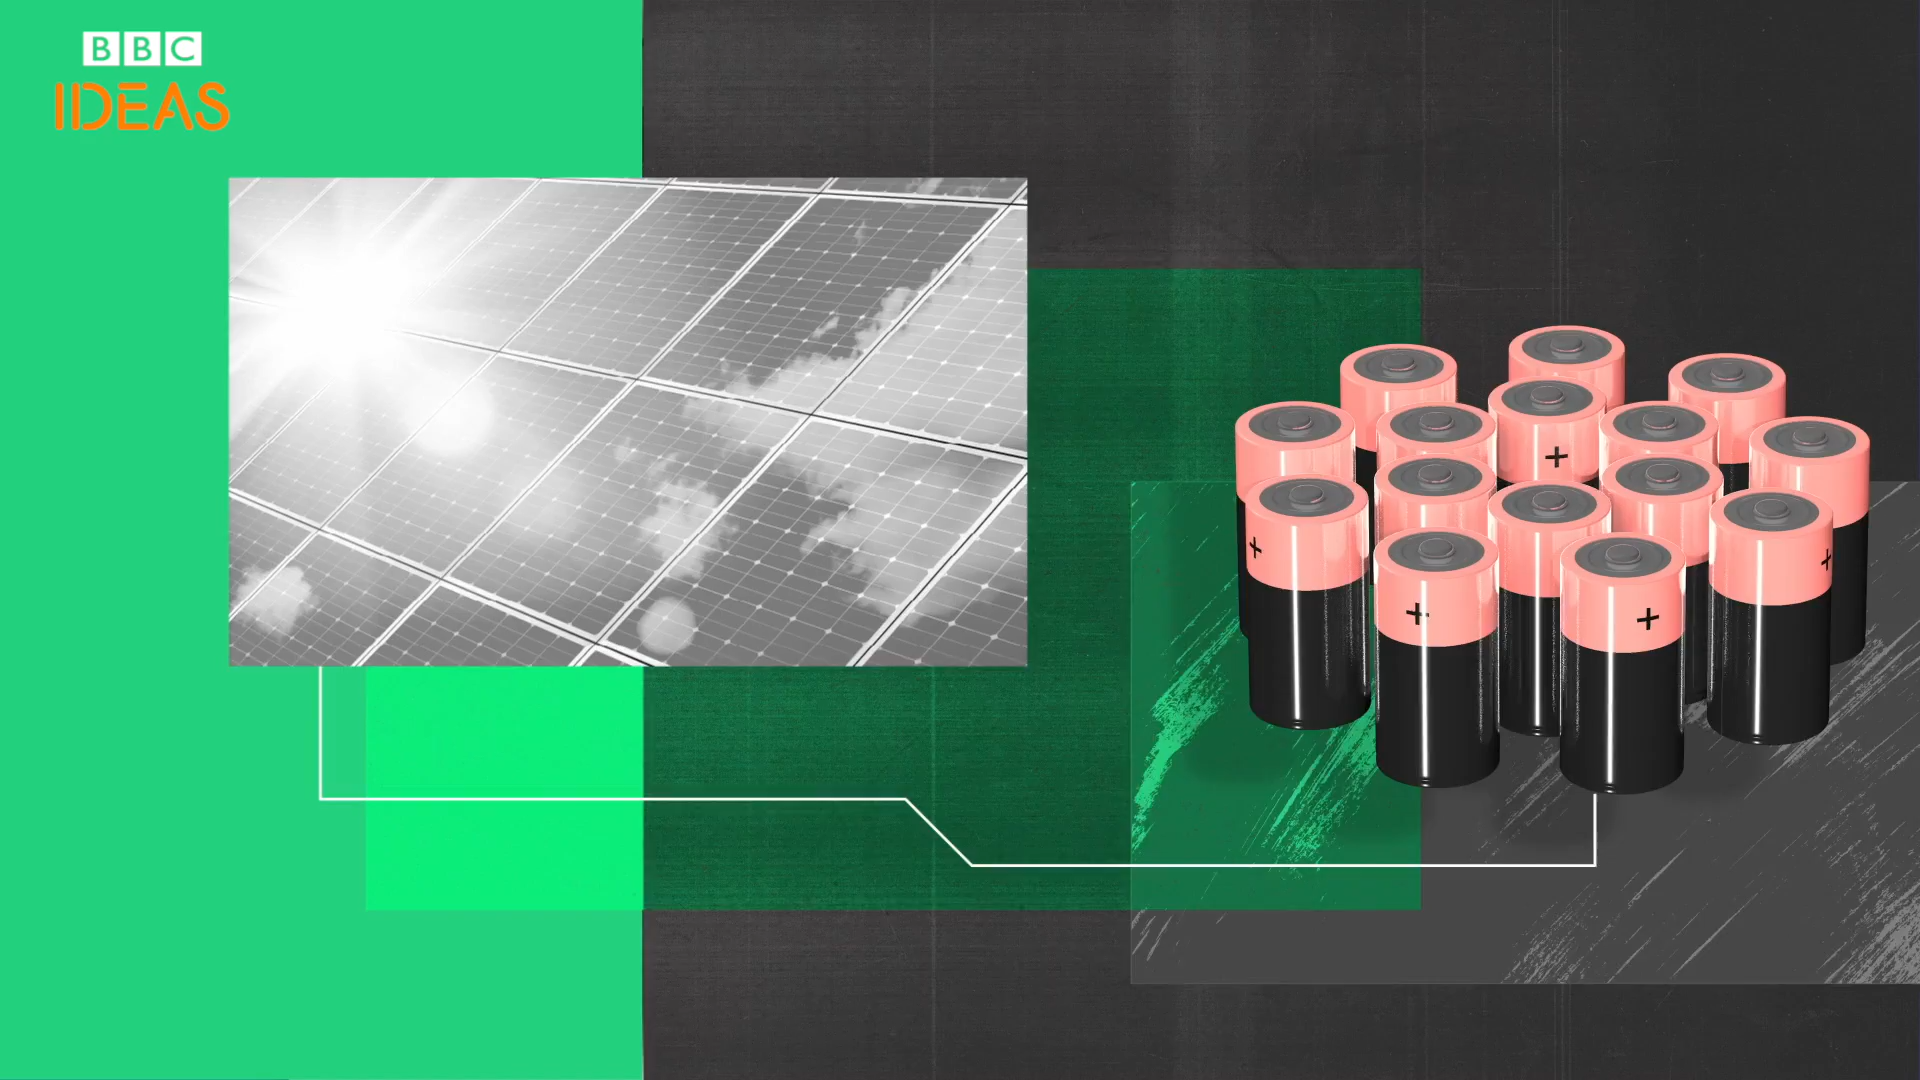 BBC
IDEAS
+
+
+
+
+